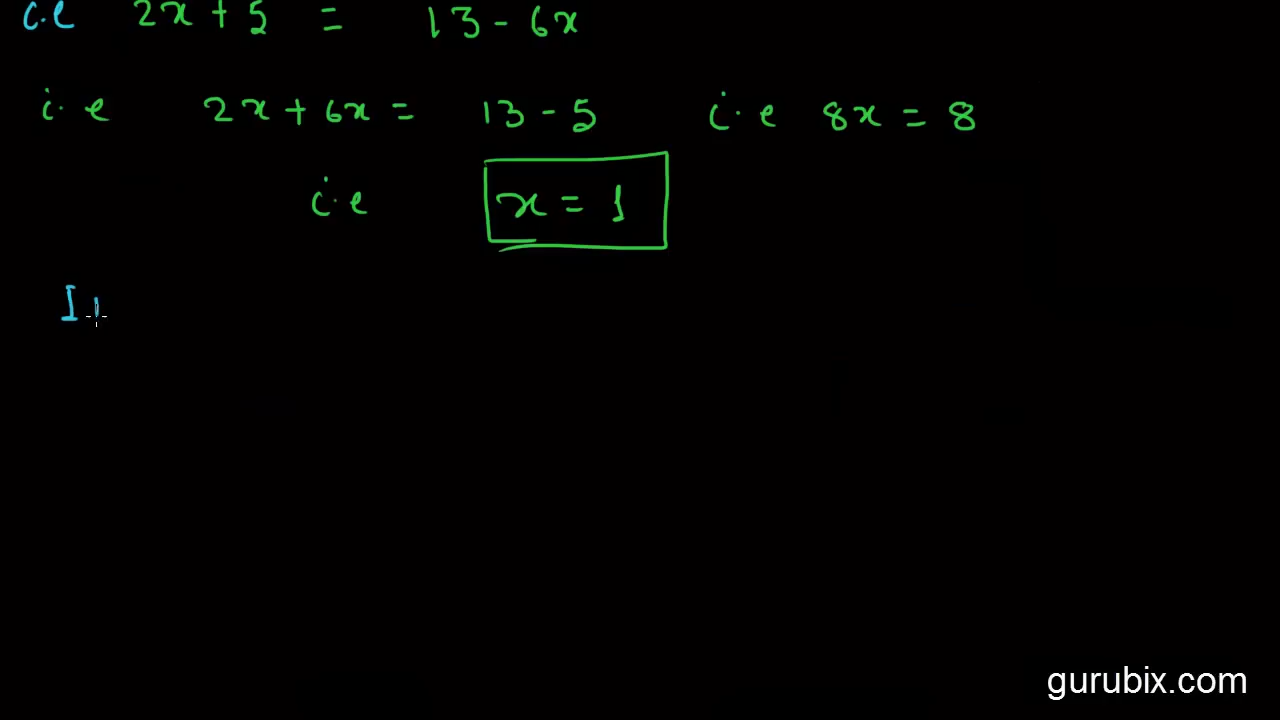 i.e 2x + 5 = 13 - 6x
i.e 2x + 6x = 13 - 5 i.e 8x = 8
i.e x = 1
gurubix.com